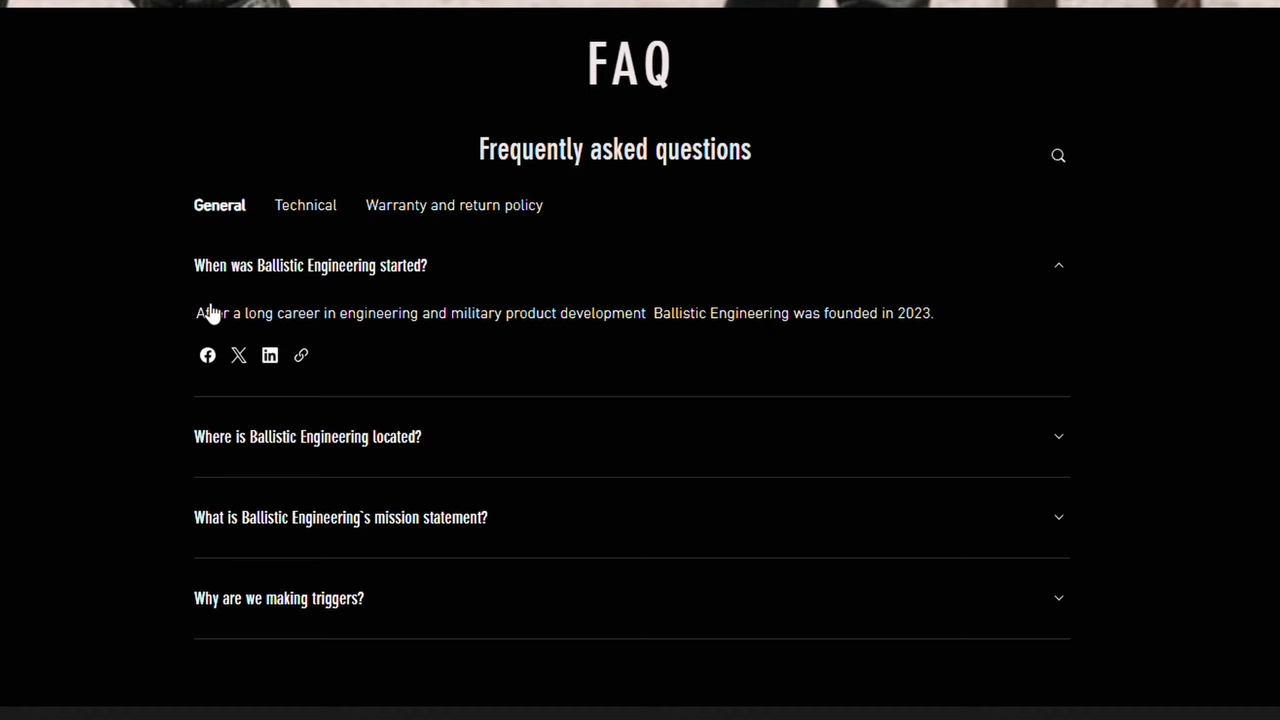 FAQ
Frequently asked questions
General Technical Warranty and return policy
When was Ballistic Engineering started?
After a long career in engineering and military product development Ballistic Engineering was founded in 2023.
Where is Ballistic Engineering located?
What is Ballistic Engineering`s mission statement?
Why are we making triggers?